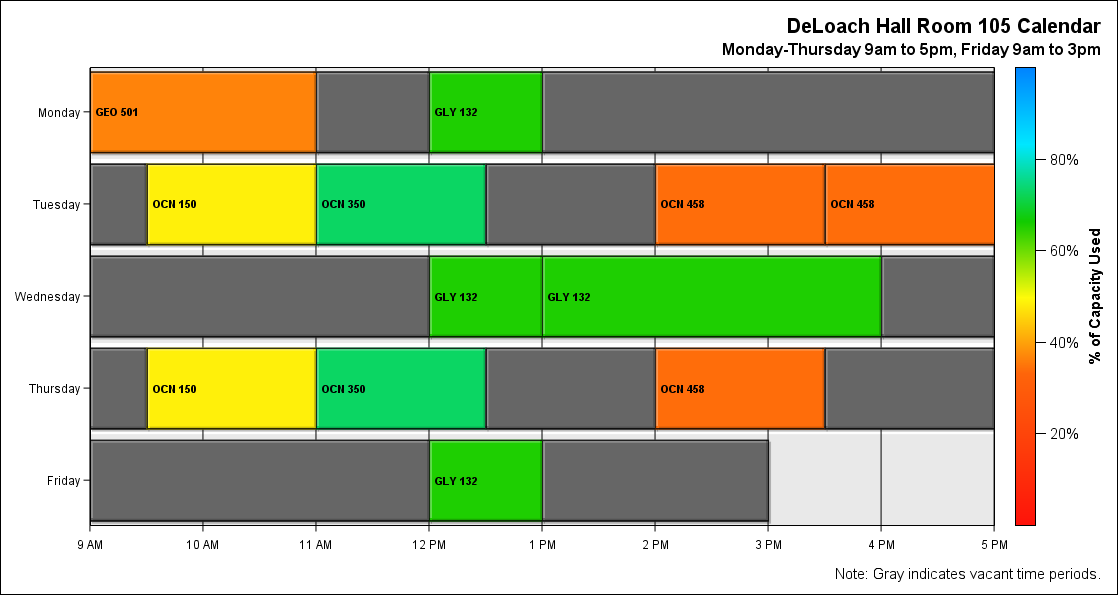 DeLoach Hall Room 105 Calendar
Monday-Thursday 9am to 5pm, Friday 9am to 3pm
Monday
GEO 501
GLY 132
Tuesday
OCN 150
OCN 350
OCN 458
OCN 458
Wednesday
GLY 132
GLY 132
Thursday
OCN 150
OCN 350
OCN 458
Friday
GLY 132
9 AM
10 AM
11 AM
12 PM
1 PM
2 PM
3 PM
4 PM
5 PM
80%
60%
40%
20%
% of Capacity Used
Note: Gray indicates vacant time periods.